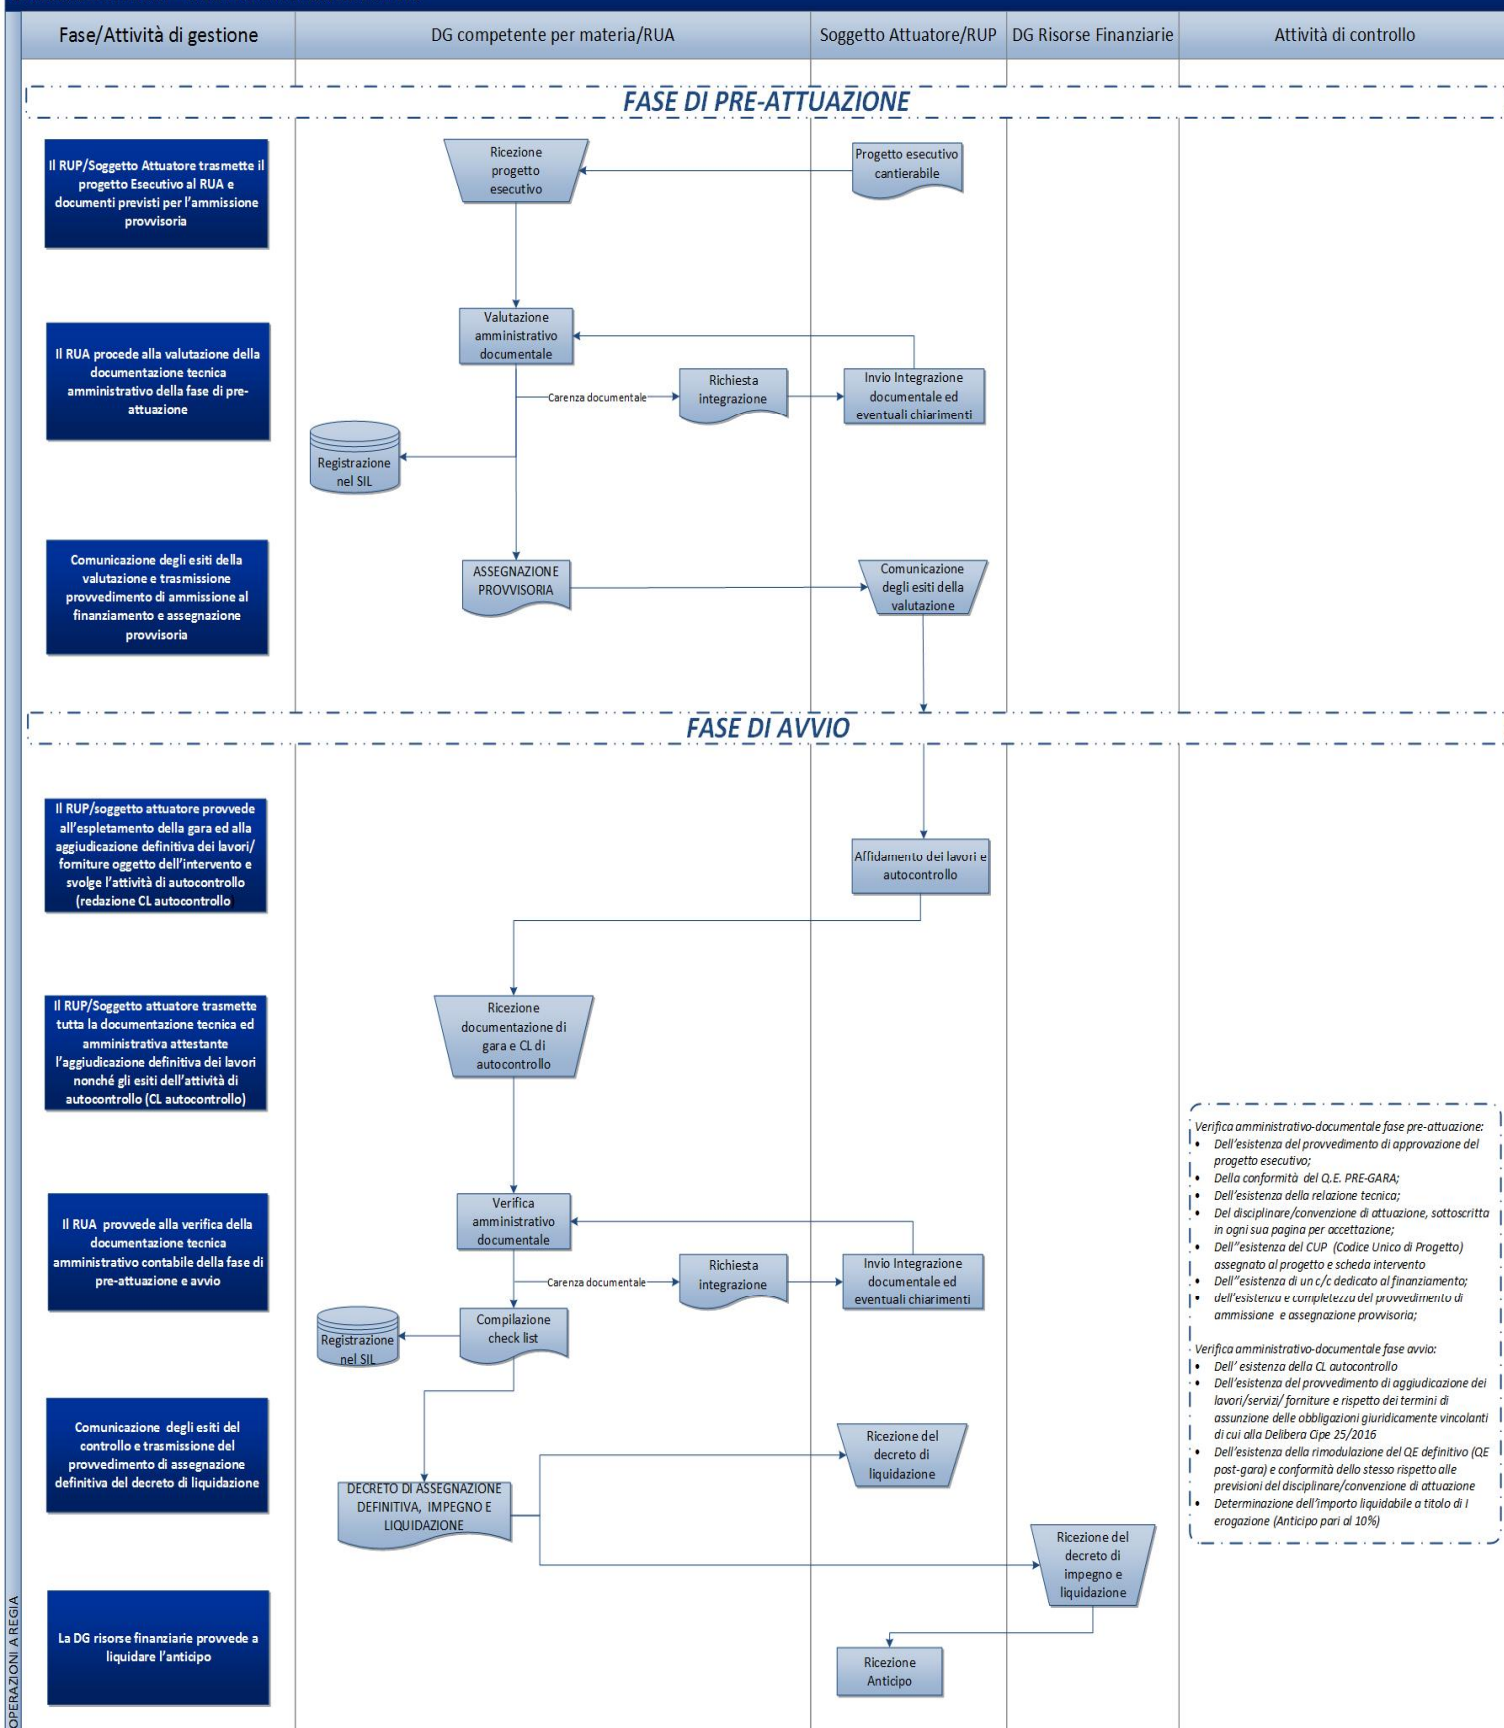 Fase/Attività di gestione
DG competente per materia/RUA
Soggetto Attuatore/RUP
DG Risorse Finanziarie
Attività di controllo
FASE DI PRE-ATTUAZIONE
Il RUP/Soggetto Attuatore trasmette il
progetto Esecutivo al RUA e
documenti previsti per l'ammissione
provvisoria
Ricezione
progetto
esecutivo
Progetto esecutivo
cantierabile
Il RUA procede alla valutazione della
documentazione tecnica
amministrativo della fase di pre-
attuazione
Valutazione
amministrativo
documentale
Carenza documentale
Richiesta
integrazione
Invio Integrazione
documentale ed
eventuali chiarimenti
Registrazione
nel SIL
Comunicazione degli esiti della
valutazione e trasmissione
provvedimento di ammissione al
finanziamento e assegnazione
provvisoria
ASSEGNAZIONE
PROVVISORIA
Comunicazione
degli esiti della
valutazione
FASE DI AVVIO
Il RUP/soggetto attuatore provvede
all'espletamento della gara ed alla
aggiudicazione definitiva dei lavori/
forniture oggetto dell'intervento e
svolge l'attività di autocontrollo
(redazione CL autocontrollo
Affidamento dei lavori e
autocontrollo
Il RUP/Soggetto attuatore trasmette
tutta la documentazione tecnica ed
amministrativa attestante
l'aggiudicazione definitiva dei lavori
nonché gli esiti dell'attività di
autocontrollo (CL autocontrollo)
Ricezione
documentazione di
gara e CL di
autocontrollo
Il RUA provvede alla verifica della
documentazione tecnica
amministrativo contabile della fase di
pre-attuazione e avvio
Verifica
amministrativo
documentale
Carenza documentale
Richiesta
integrazione
Invio Integrazione
documentale ed
eventuali chiarimenti
Compilazione
check list
Registrazione
nel SIL
Comunicazione degli esiti del
controllo e trasmissione del
provvedimento di assegnazione
definitiva del decreto di liquidazione
DECRETO DI ASSEGNAZIONE
DEFINITIVA, IMPEGNO E
LIQUIDAZIONE
Ricezione del
decreto di
liquidazione
Ricezione del
decreto di
impegno e
liquidazione
La DG risorse finanziarie provvede a
liquidare l'anticipo
Ricezione
Anticipo
Verifica amministrativo-documentale fase pre-attuazione:
• Dell'esistenza del provvedimento di approvazione del
progetto esecutivo;
• Della conformità del Q.E. PRE-GARA;
• Dell'esistenza della relazione tecnica;
• Del disciplinare/convenzione di attuazione, sottoscritta
in ogni sua pagina per accettazione;
• Dell''esistenza del CUP (Codice Unico di Progetto)
assegnato al progetto e scheda intervento
• Dell''esistenza di un c/c dedicato al finanziamento;
• dell'esistenza e completezza del provvedimento di
ammissione e assegnazione provvisoria;
Verifica amministrativo-documentale fase avvio:
• Dell' esistenza della CL autocontrollo
• Dell'esistenza del provvedimento di aggiudicazione dei
lavori/servizi/forniture e rispetto dei termini di
assunzione delle obbligazioni giuridicamente vincolanti
di cui alla Delibera Cipe 25/2016
• Dell'esistenza della rimodulazione del QE definitivo (QE
post-gara) e conformità dello stesso rispetto alle
previsioni del disciplinare/convenzione di attuazione
• Determinazione dell'importo liquidabile a titolo di I
erogazione (Anticipo pari al 10%)
OPERAZIONI A REGIA